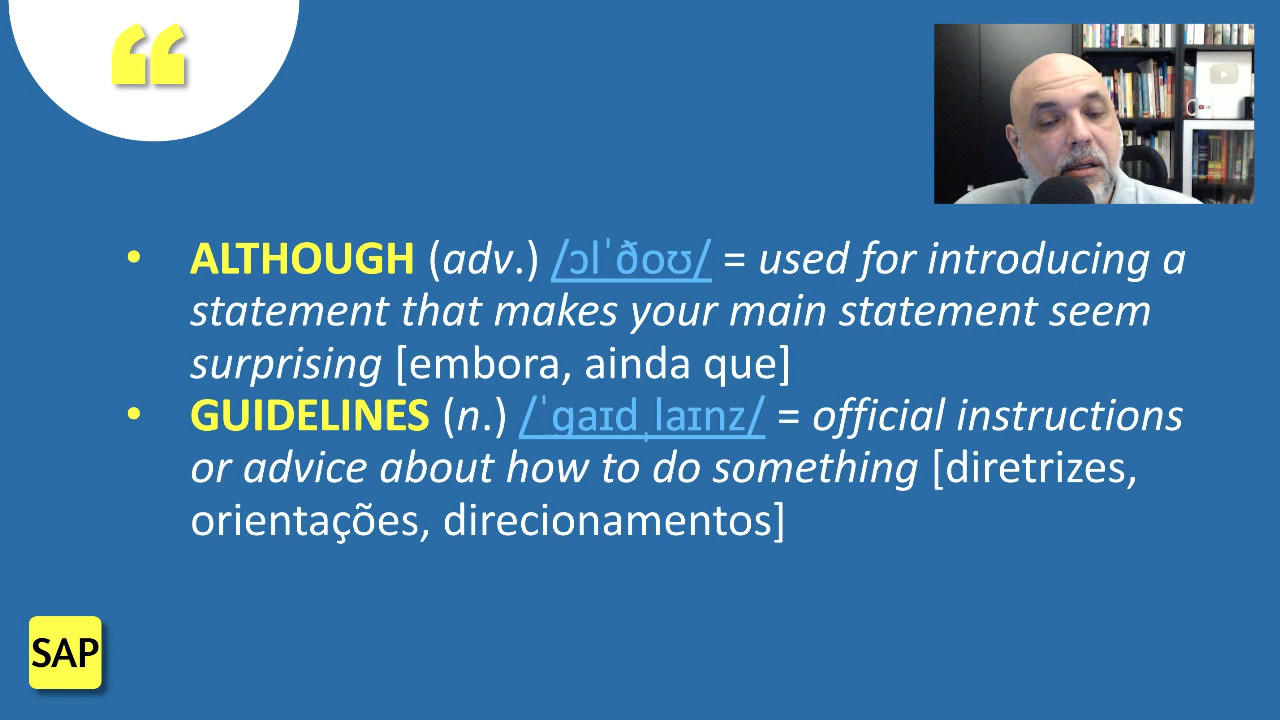 “
• ALTHOUGH (adv.) /ɔlˈðoʊ/ = used for introducing a
statement that makes your main statement seem
surprising [embora, ainda que]
• GUIDELINES (n.) /ˈɡaɪdˌlaɪnz/ = official instructions
or advice about how to do something [diretrizes,
orientações, direcionamentos]
SAP